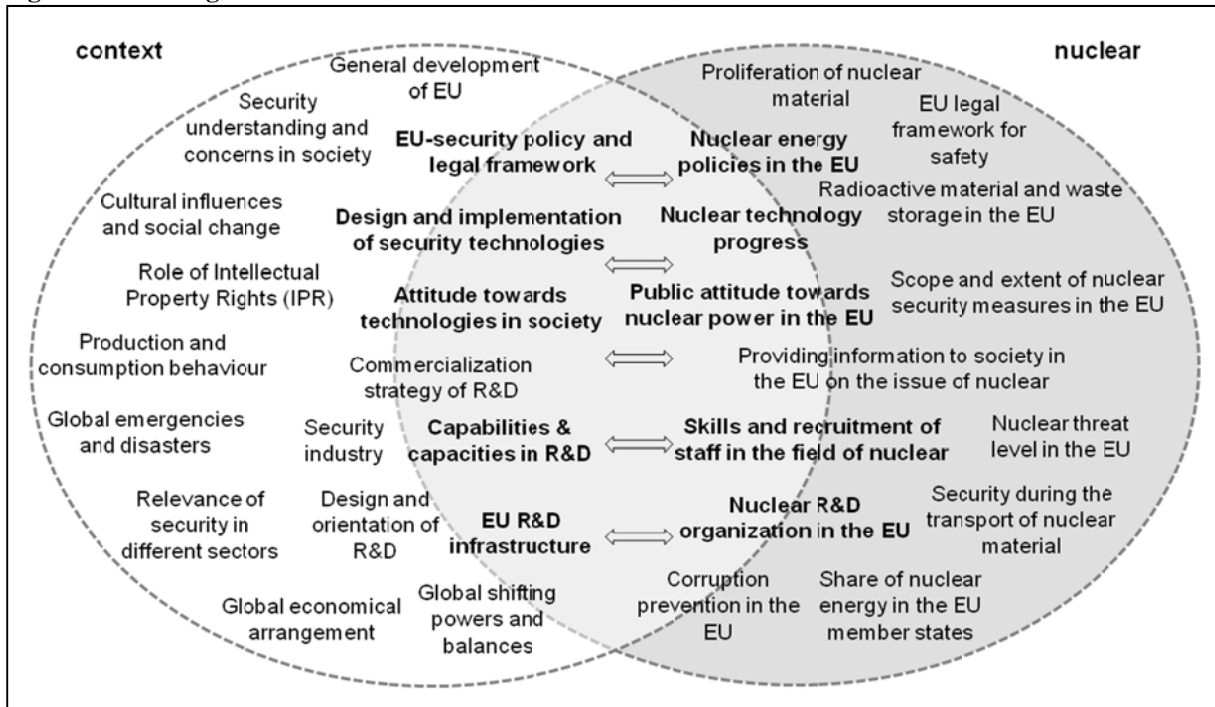 context
nuclear
General development
of EU
Proliferation of nuclear
material
Security
understanding and
concerns in society
EU legal
framework for
safety
EU-security policy and
legal framework
Nuclear energy
policies in the EU
Cultural influences
and social change
Radioactive material and waste
storage in the EU
Design and implementation
of security technologies
Nuclear technology
progress
Role of Intellectual
Property Rights (IPR)
Attitude towards
technologies in society
Public attitude towards
nuclear power in the EU
Scope and extent of nuclear
security measures in the EU
Production and
consumption behaviour
Commercialization
strategy of R&D
Providing information to society in
the EU on the issue of nuclear
Global emergencies
and disasters
Security
industry
Capabilities &
capacities in R&D
Skills and recruitment of
staff in the field of nuclear
Nuclear threat
level in the EU
Relevance of
security in
different sectors
Design and
orientation of
R&D
EU R&D
infrastructure
Nuclear R&D
organization in the EU
Security during the
transport of nuclear
material
Global economical
arrangement
Global shifting
powers and
balances
Corruption
prevention in the
EU
Share of nuclear
energy in the EU
member states